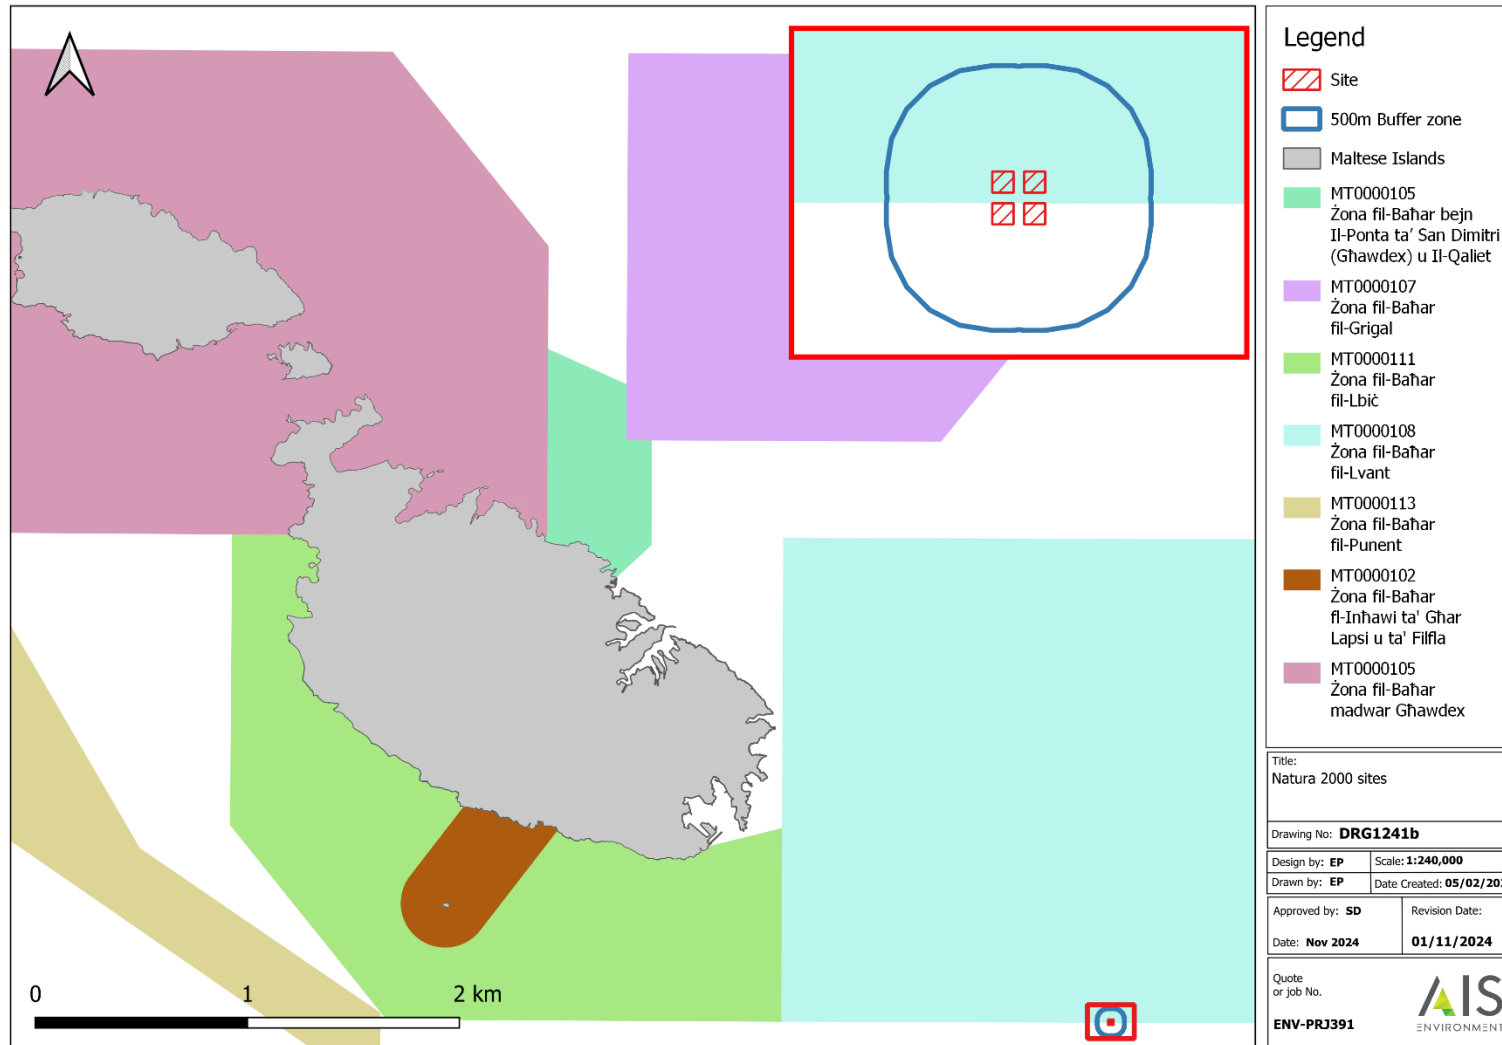 Legend
Site
500m Buffer zone
Maltese Islands
MT0000105
Żona fil-Baħar bejn
Il-Ponta ta' San Dimitri
(Għawdex) u Il-Qaliet
MT0000107
Żona fil-Baħar
fil-Grigal
MT0000111
Żona fil-Baħar
fil-Lbiċ
MT0000108
Żona fil-Baħar
fil-Lvant
MT0000113
Żona fil-Baħar
fil-Punent
MT0000102
Żona fil-Baħar
fl-Inħawi ta' Għar
Lapsi u ta' Filfla
MT0000105
Żona fil-Baħar
madwar Għawdex
Title:
Natura 2000 sites
Drawing No: DRG1241b
Design by: EP
Scale: 1:240,000
Drawn by: EP
Date Created: 05/02/20
Approved by: SD
Revision Date:
Date: Nov 2024
01/11/2024
Quote
or job No.
ENV-PRJ391
AIS
ENVIRONMENT
0 1 2 km